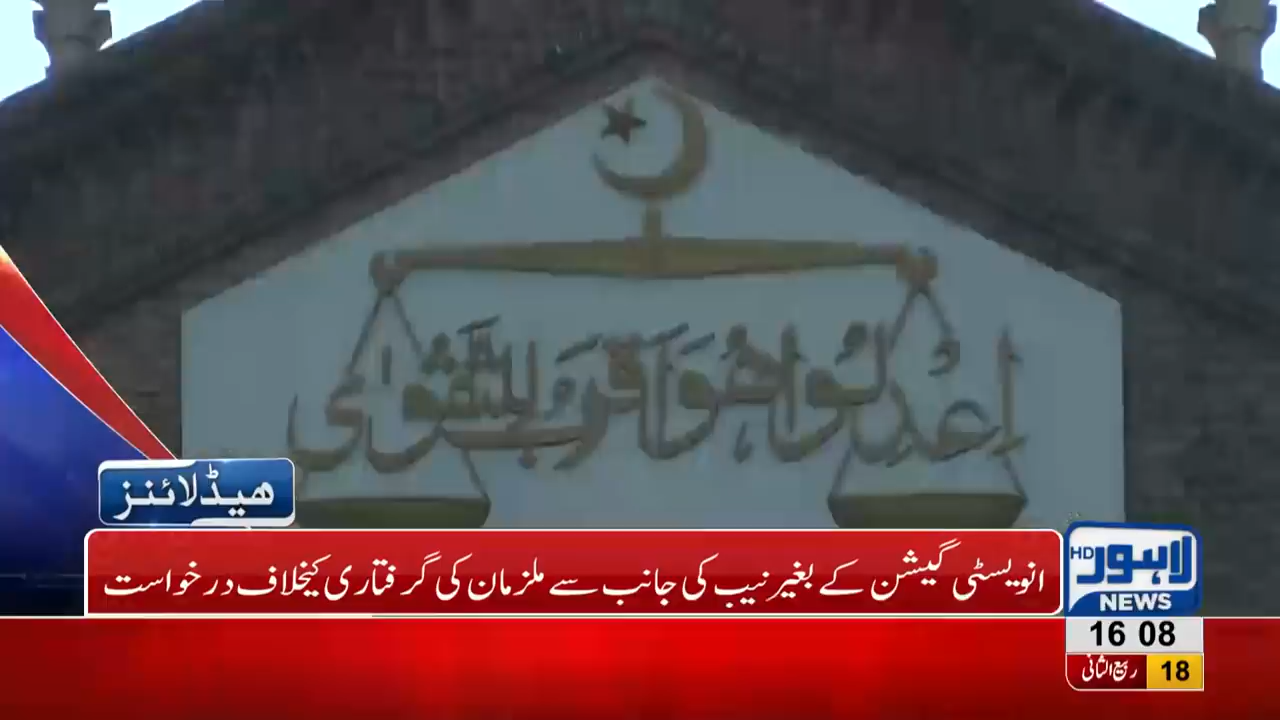 اعدلوا هو اقرب للتقوى
ھیڈلائنز
انویسٹی گیشن کے بغیر نیب کی جانب سے ملزمان کی گرفتاری کیخلاف درخواست
HD لاہور
NEWS
16 08
18 ربیع الثانی